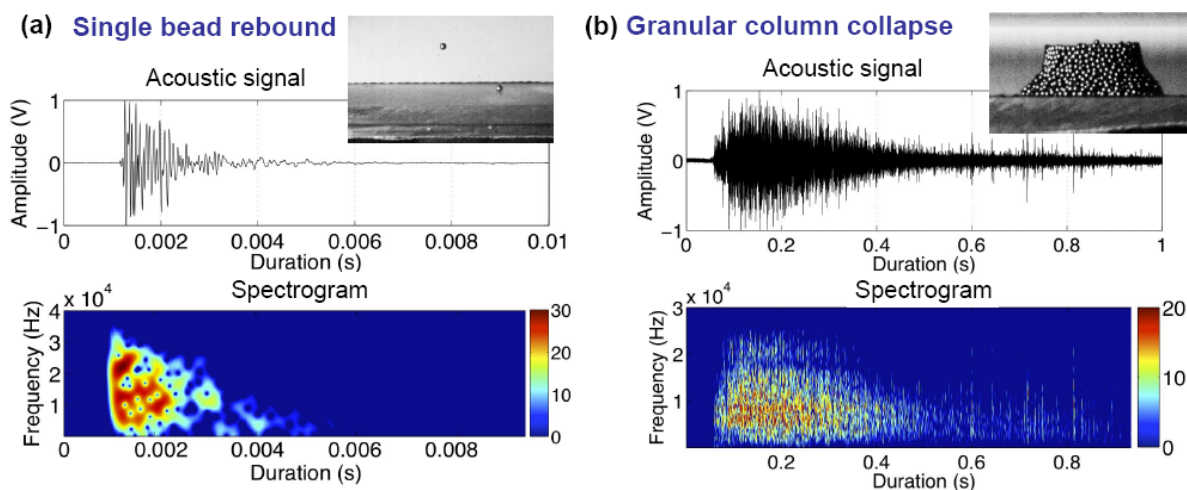 (a) Single bead rebound
Acoustic signal
Amplitude (V)
1
0
−1
0 0.002 0.004 0.006 0.008 0.01
Duration (s)
Spectrogram
x 10⁴
Frequency (Hz)
4
3
2
1
0 0.002 0.004 0.006 0.008
Duration (s)
30
20
10
0
(b) Granular column collapse
Acoustic signal
Amplitude (V)
1
0
−1
0 0.2 0.4 0.6 0.8 1
Duration (s)
Spectrogram
x 10⁴
Frequency (Hz)
3
2
1
0.2 0.4 0.6 0.8
Duration (s)
20
10
0